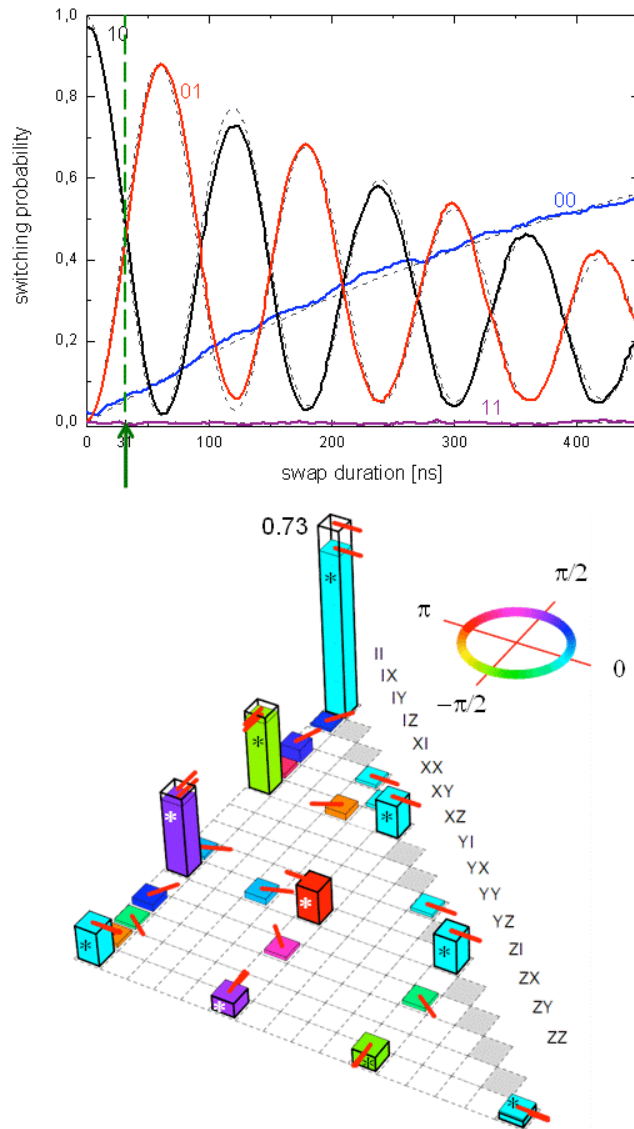 1,0
10
01
0,8
0,6
00
0,4
0,2
11
0,0
switching probability
0 31 100 200 300 400
swap duration [ns]
0.73
π/2
π
0
−π/2
II
IX
IY
IZ
XI
XX
XY
XZ
YI
YX
YY
YZ
ZI
ZX
ZY
ZZ
*
*
*
*
*
*
*
*
*
*